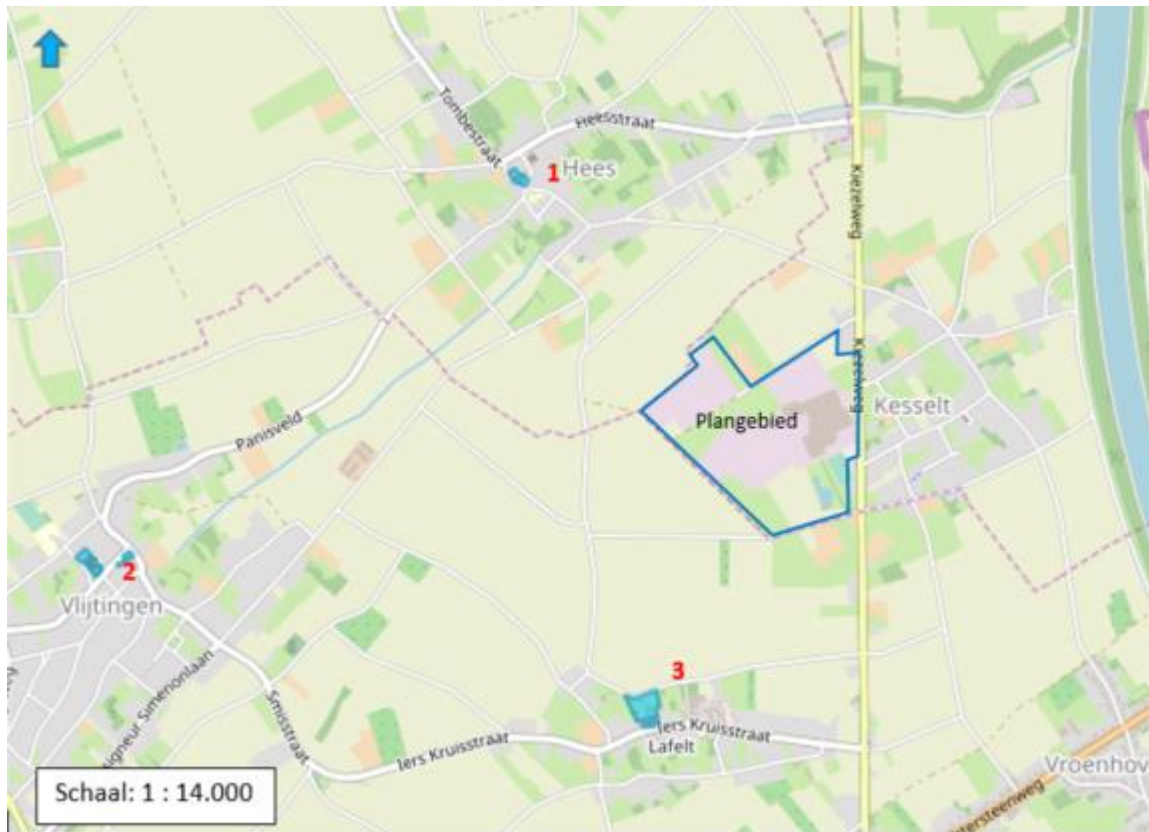 Tombestraat
Heesstraat
1
Hees
Kiezelweg
Kiezelweg
Plangebied
Kesselt
Panisveld
2
Vlijtingen
3
Simenonlaan
Smisstraat
Iers Kruisstraat
Iers Kruisstraat
Lafelt
Vroenhov
Schaal: 1 : 14.000